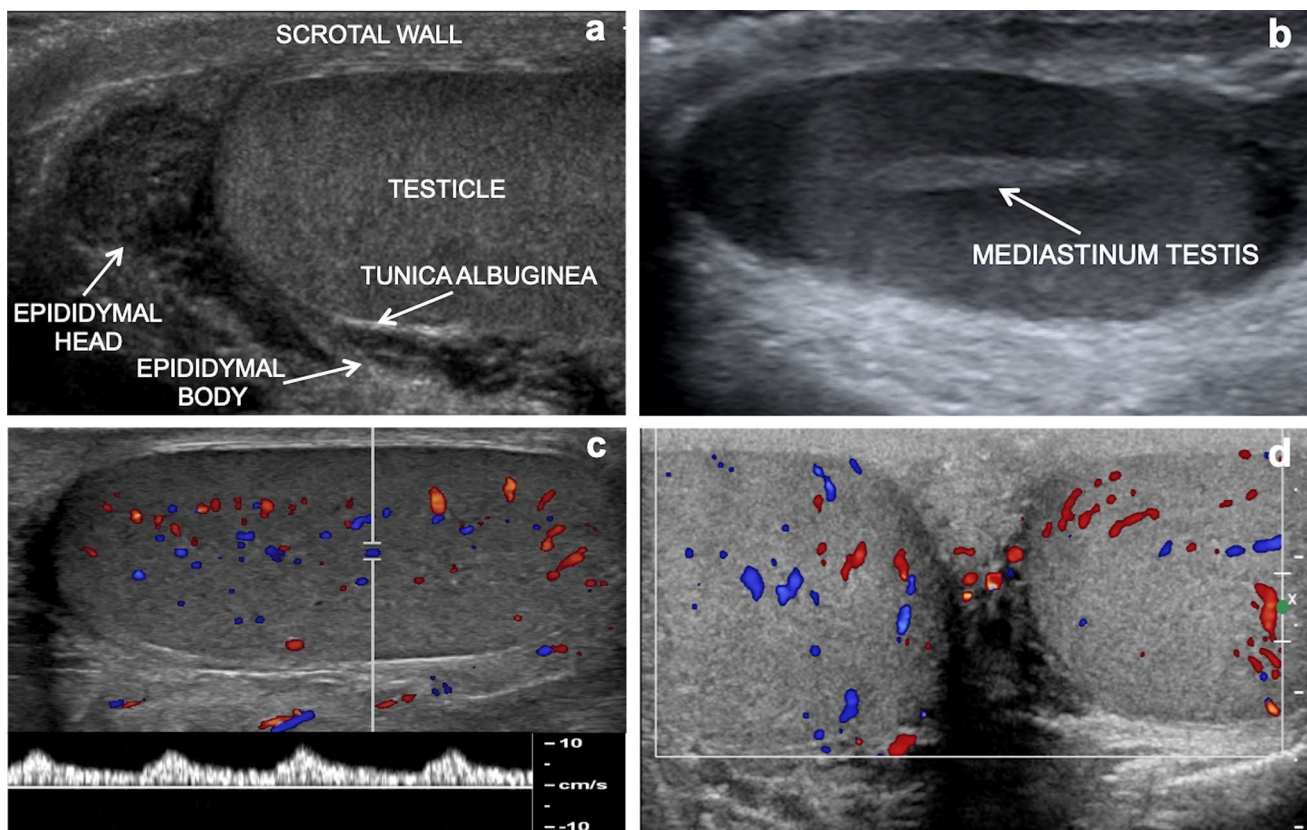 SCROTAL WALL
a
TESTICLE
TUNICA ALBUGINEA
EPIDIDYMAL
HEAD
EPIDIDYMAL
BODY
b
MEDIASTINUM TESTIS
c
10
cm/s
-10
d
x